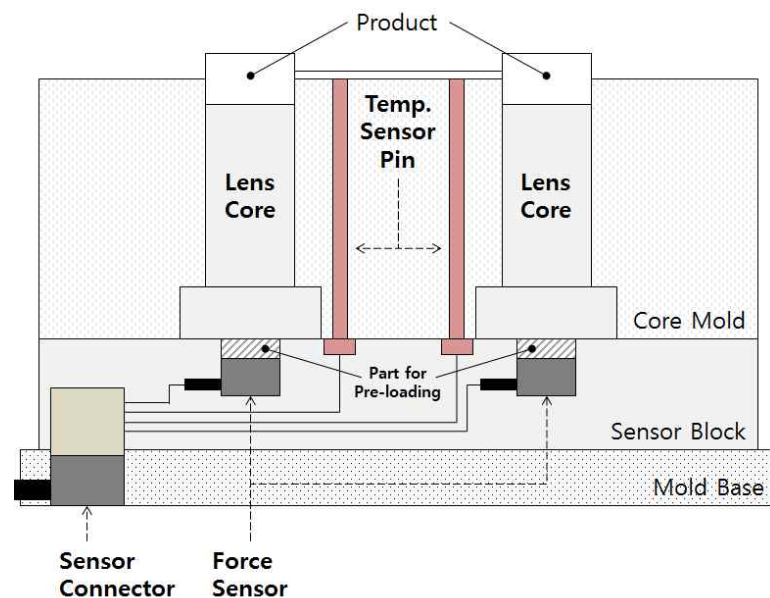 Product
Temp.
Sensor
Pin
Lens
Core
Lens
Core
Core Mold
Part for
Pre-loading
Sensor Block
Mold Base
Sensor
Connector
Force
Sensor